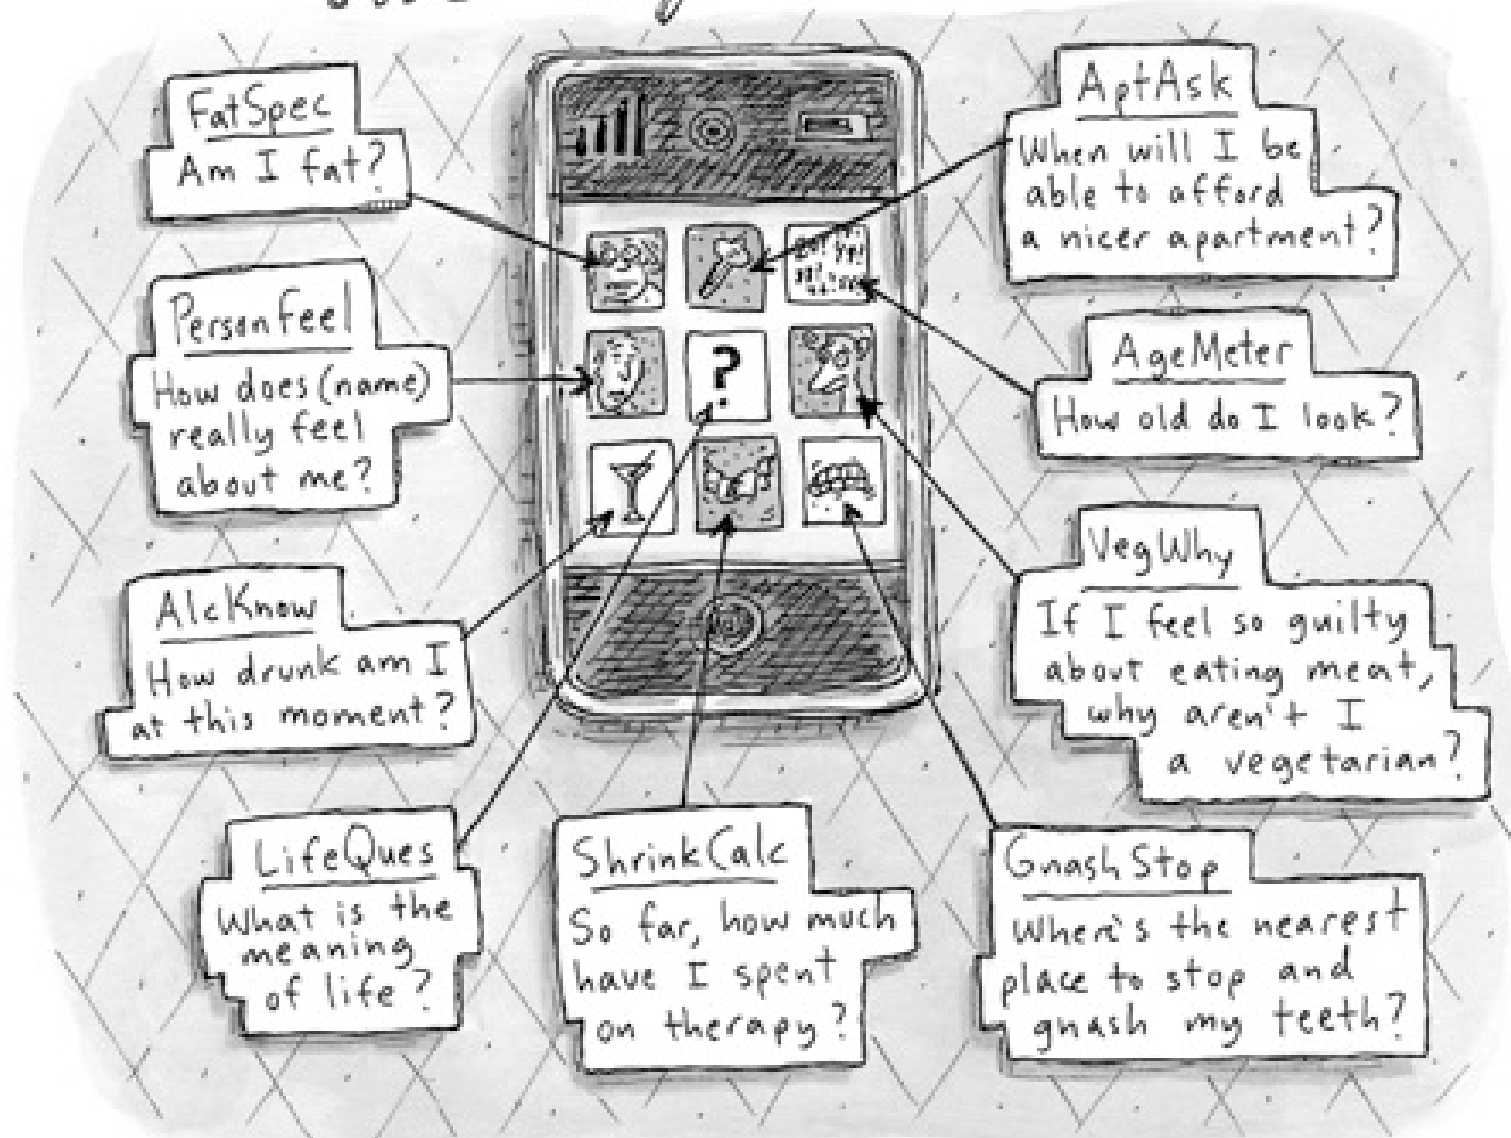 FatSpec
Am I fat?
AptAsk
When will I be
able to afford
a nicer apartment?
PersonFeel
How does (name)
really feel
about me?
AgeMeter
How old do I look?
?
AlcKnow
How drunk am I
at this moment?
VegWhy
If I feel so guilty
about eating meat,
why aren't I
a vegetarian?
LifeQues
What is the
meaning
of life?
ShrinkCalc
So far, how much
have I spent
on therapy?
GnashStop
Where's the nearest
place to stop and
gnash my teeth?